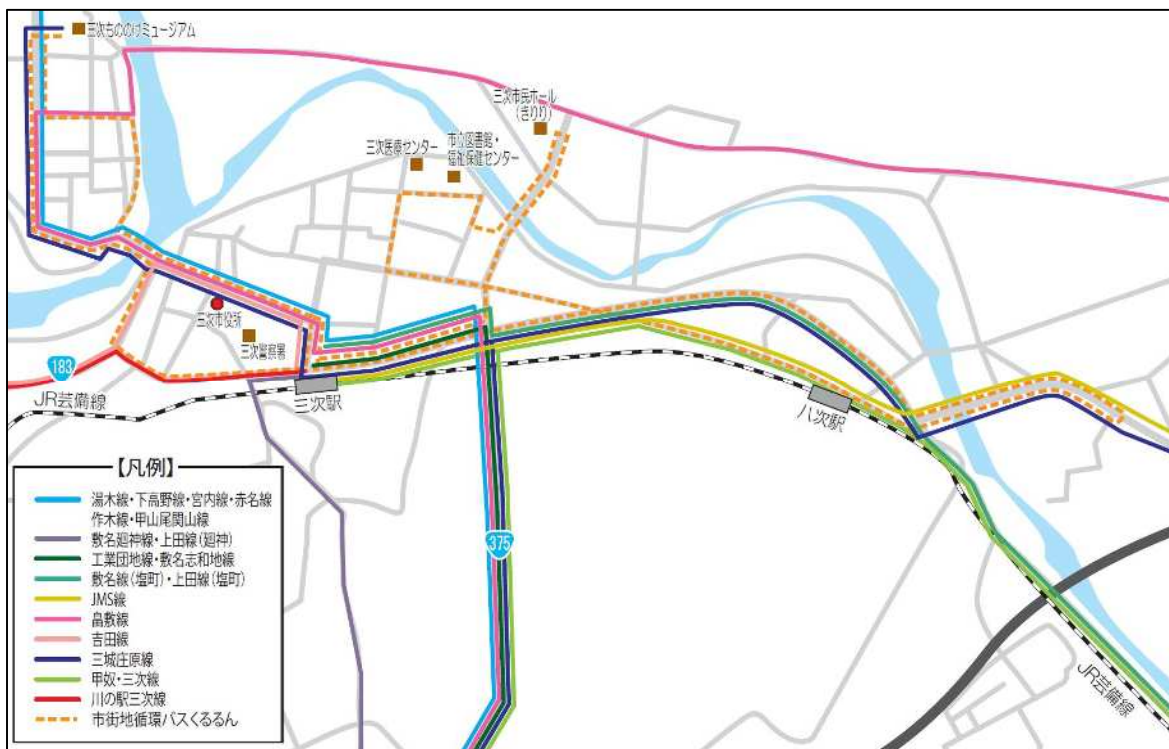 三次もののけミュージアム
三次市民ホール
(きりり)
三次医療センター
市立図書館・
福祉保健センター
三次市役所
三次警察署
183
JR芸備線
三次駅
八次駅
375
JR芸備線
【凡例】
湯木線・下高野線・宮内線・赤名線
作木線・甲山尾関山線
敷名廻神線・上田線(廻神)
工業団地線・敷名志和地線
敷名線(塩町)・上田線(塩町)
JMS線
畠敷線
吉田線
三城庄原線
甲奴・三次線
川の駅三次線
市街地循環バスくるるん